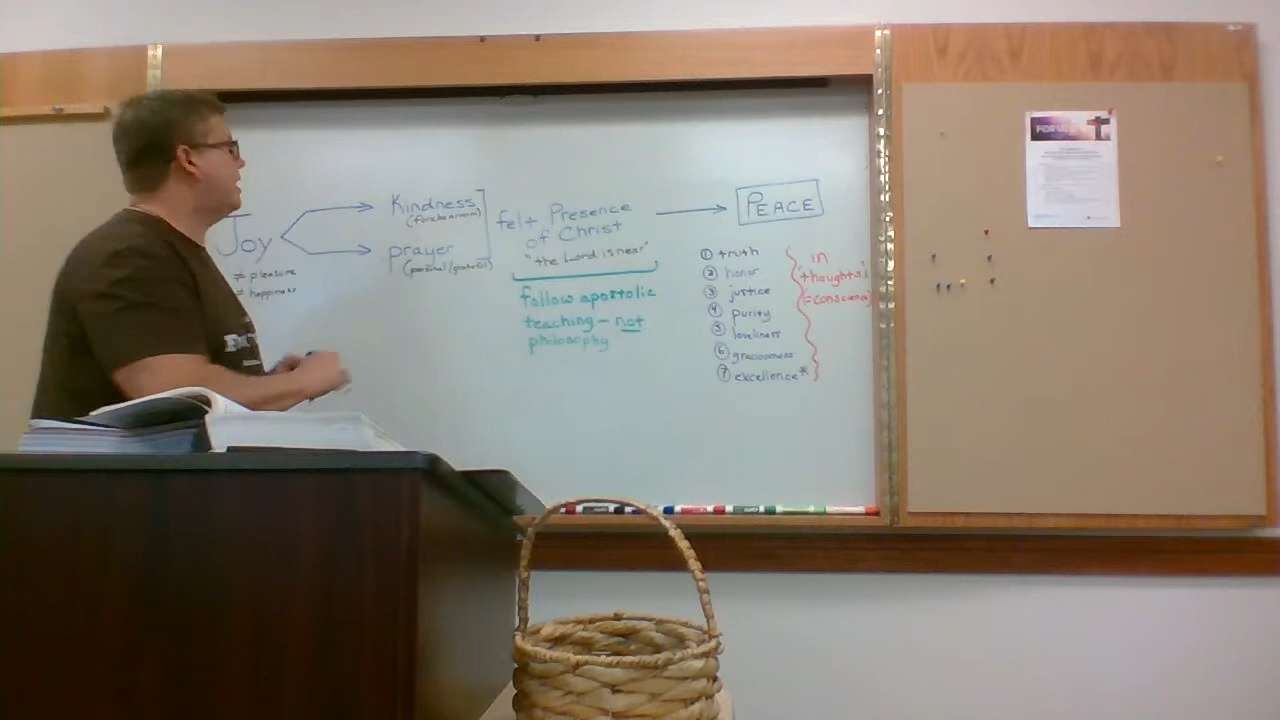 Joy
≠ pleasure
≠ happiness
Kindness
(forbearance)
prayer
(personal/grateful)
felt Presence
of Christ
"the Lord is near"
follow apostolic
teaching – not
philosophy
PEACE
① truth
② honor
③ justice
④ purity
⑤ loveliness
⑥ graciousness
⑦ excellence*
in
"thoughts"
(=conscience)